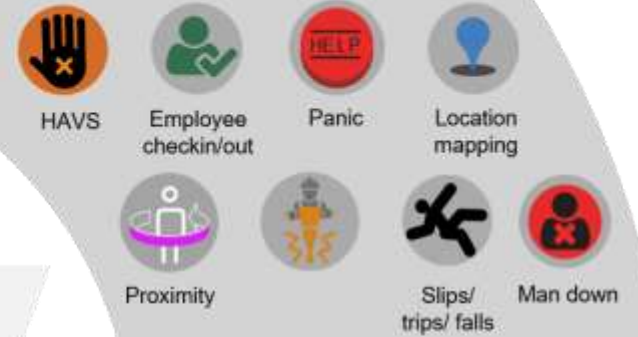 HELP
HAVS
Employee
checkin/out
Panic
Location
mapping
Proximity
Slips/
trips/ falls
Man down